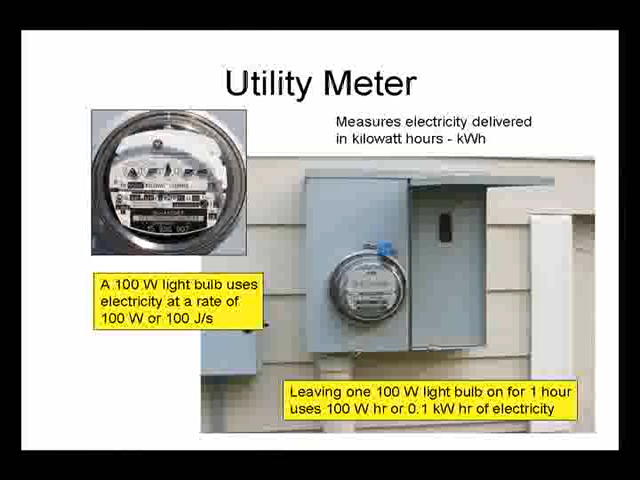 Utility Meter
Measures electricity delivered
in kilowatt hours - kWh
A 100 W light bulb uses
electricity at a rate of
100 W or 100 J/s
Leaving one 100 W light bulb on for 1 hour
uses 100 W hr or 0.1 kW hr of electricity